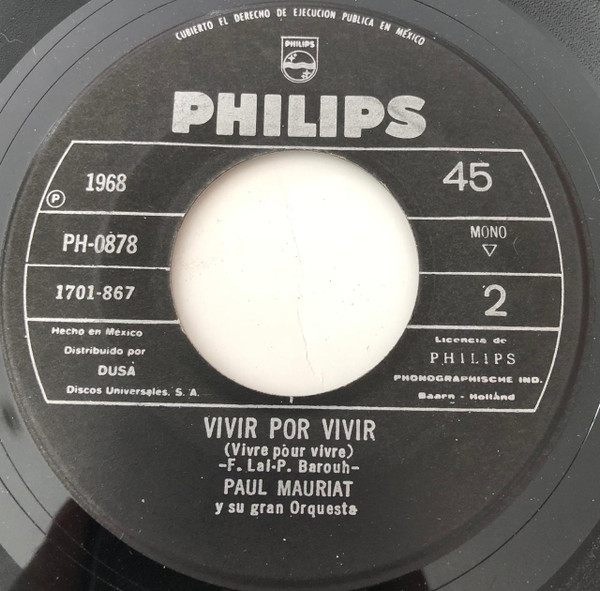 CUBIERTO EL DERECHO DE EJECUCION PUBLICA EN MÉXICO
PHILIPS
PHILIPS
℗ 1968
45
PH-0878
MONO
▽
1701-867
2
Hecho en México
Distribuido por
DUSA
Discos Universales, S. A.
Licencia de
PHILIPS
PHONOGRAPHISCHE IND.
Baarn - Holland
VIVIR POR VIVIR
(Vivre pour vivre)
-F. Lai-P. Barouh-
PAUL MAURIAT
y su gran Orquesta